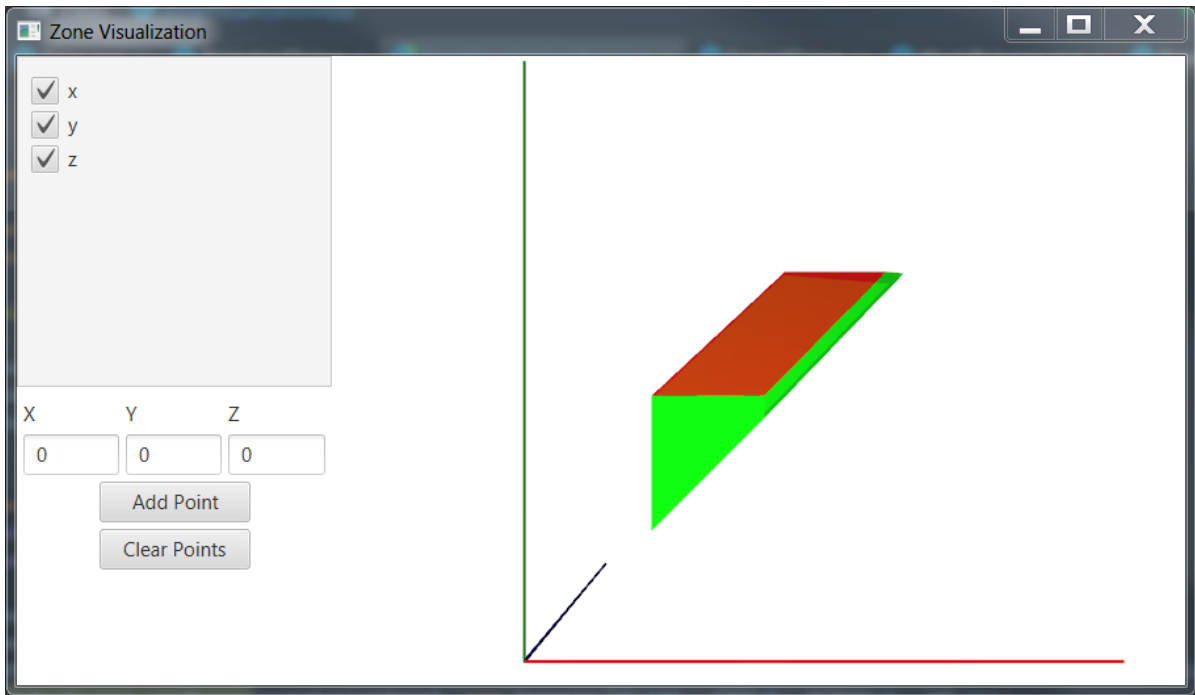 Zone Visualization
x
y
z
X Y Z
0 0 0
Add Point
Clear Points